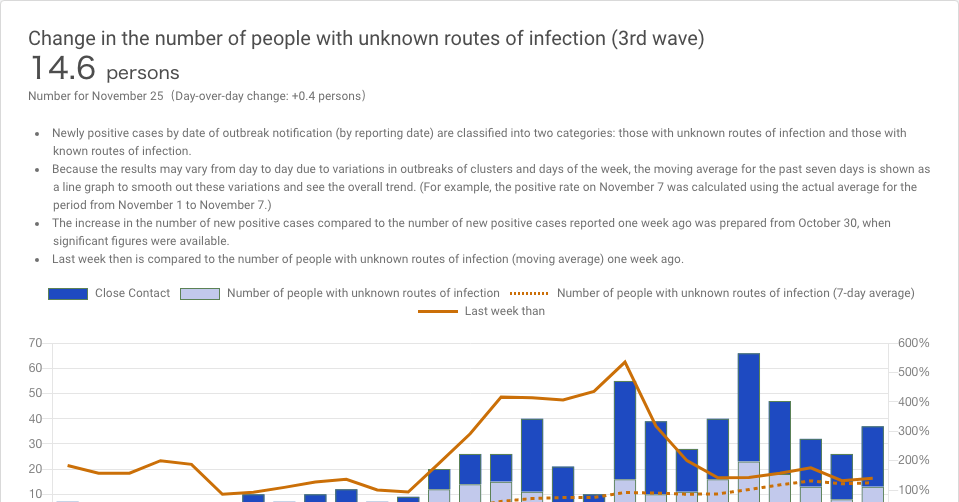 Change in the number of people with unknown routes of infection (3rd wave)
14.6 persons
Number for November 25 (Day-over-day change: +0.4 persons)
• Newly positive cases by date of outbreak notification (by reporting date) are classified into two categories: those with unknown routes of infection and those with
known routes of infection.
• Because the results may vary from day to day due to variations in outbreaks of clusters and days of the week, the moving average for the past seven days is shown as
a line graph to smooth out these variations and see the overall trend. (For example, the positive rate on November 7 was calculated using the actual average for the
period from November 1 to November 7.)
• The increase in the number of new positive cases compared to the number of new positive cases reported one week ago was prepared from October 30, when
significant figures were available.
• Last week then is compared to the number of people with unknown routes of infection (moving average) one week ago.
Close Contact Number of people with unknown routes of infection Number of people with unknown routes of infection (7-day average)
Last week than
70 600%
60 500%
50 400%
40 300%
30 200%
20 100%
10